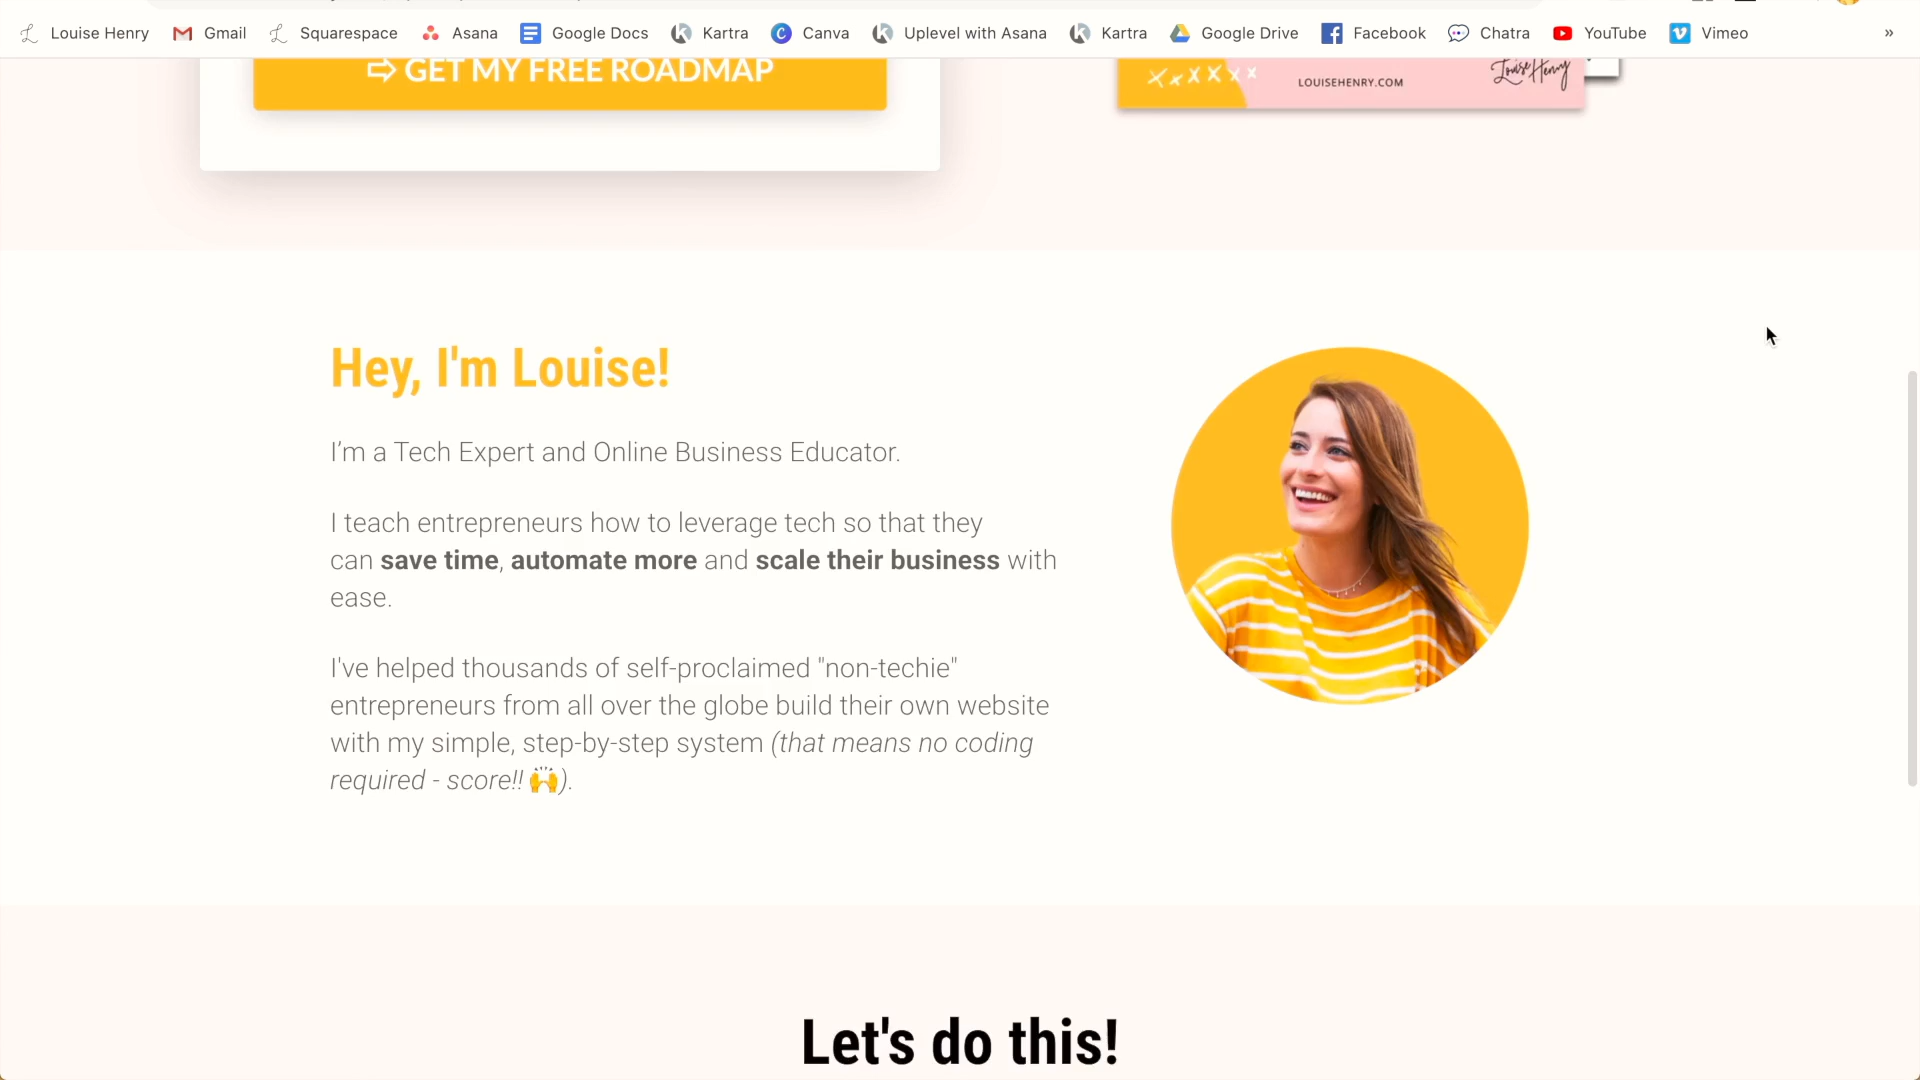 Louise Henry Gmail Squarespace Asana Google Docs Kartra Canva Uplevel with Asana Kartra Google Drive Facebook Chatra YouTube Vimeo »
⇨ GET MY FREE ROADMAP
LOUISEHENRY.COM
Louise Henry
Hey, I'm Louise!
I’m a Tech Expert and Online Business Educator.
I teach entrepreneurs how to leverage tech so that they
can save time, automate more and scale their business with
ease.
I've helped thousands of self-proclaimed "non-techie"
entrepreneurs from all over the globe build their own website
with my simple, step-by-step system (that means no coding
required - score!! 🙌).
Let's do this!